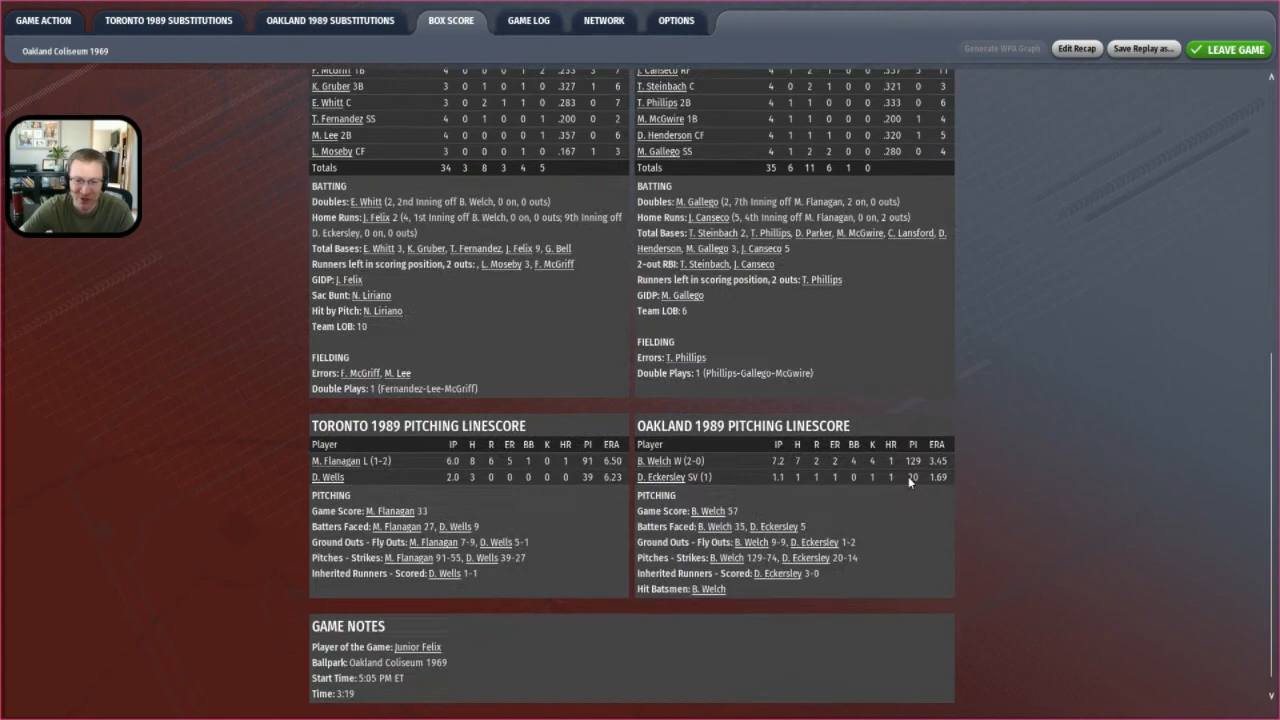 GAME ACTION TORONTO 1989 SUBSTITUTIONS OAKLAND 1989 SUBSTITUTIONS BOX SCORE GAME LOG NETWORK OPTIONS
Oakland Coliseum 1969 Generate WPA Graph Edit Recap Save Replay as... LEAVE GAME
F. McGriff 1B 4 0 0 0 1 2 .233 3 7
K. Gruber 3B 3 0 1 0 1 0 .327 1 6
E. Whitt C 3 0 2 1 1 0 .283 0 7
T. Fernandez SS 4 0 1 0 0 1 .200 0 2
M. Lee 2B 4 0 0 0 0 1 .357 0 6
L. Moseby CF 3 0 0 0 1 0 .167 1 3
Totals 34 3 8 3 4 5
BATTING
Doubles: E. Whitt (2, 2nd Inning off B. Welch, 0 on, 0 outs)
Home Runs: J. Felix 2 (4, 1st Inning off B. Welch, 0 on, 0 outs; 9th Inning off
D. Eckersley, 0 on, 0 outs)
Total Bases: E. Whitt 3, K. Gruber, T. Fernandez, J. Felix 9, G. Bell
Runners left in scoring position, 2 outs: , L. Moseby 3, F. McGriff
GIDP: J. Felix
Sac Bunt: N. Liriano
Hit by Pitch: N. Liriano
Team LOB: 10
FIELDING
Errors: F. McGriff, M. Lee
Double Plays: 1 (Fernandez-Lee-McGriff)
J. Canseco RF 4 1 2 1 0 0 .337 5 11
T. Steinbach C 4 0 2 1 0 0 .321 0 3
T. Phillips 2B 4 1 1 0 0 0 .333 0 6
M. McGwire 1B 4 1 1 1 0 0 .200 1 4
D. Henderson CF 4 1 1 1 0 0 .320 1 5
M. Gallego SS 4 1 2 2 0 0 .280 0 4
Totals 35 6 11 6 1 0
BATTING
Doubles: M. Gallego (2, 7th Inning off M. Flanagan, 2 on, 0 outs)
Home Runs: J. Canseco (5, 4th Inning off M. Flanagan, 0 on, 2 outs)
Total Bases: T. Steinbach 2, T. Phillips, D. Parker, M. McGwire, C. Lansford, D.
Henderson, M. Gallego 3, J. Canseco 5
2-out RBI: T. Steinbach, J. Canseco
Runners left in scoring position, 2 outs: T. Phillips
GIDP: M. Gallego
Team LOB: 6
FIELDING
Errors: T. Phillips
Double Plays: 1 (Phillips-Gallego-McGwire)
TORONTO 1989 PITCHING LINESCORE
Player IP H R ER BB K HR PI ERA
M. Flanagan L (1-2) 6.0 8 6 5 1 0 1 91 6.50
D. Wells 2.0 3 0 0 0 0 0 39 6.23
PITCHING
Game Score: M. Flanagan 33
Batters Faced: M. Flanagan 27, D. Wells 9
Ground Outs - Fly Outs: M. Flanagan 7-9, D. Wells 5-1
Pitches - Strikes: M. Flanagan 91-55, D. Wells 39-27
Inherited Runners - Scored: D. Wells 1-1
OAKLAND 1989 PITCHING LINESCORE
Player IP H R ER BB K HR PI ERA
B. Welch W (2-0) 7.2 7 2 2 4 4 1 129 3.45
D. Eckersley SV (1) 1.1 1 1 1 0 1 1 20 1.69
PITCHING
Game Score: B. Welch 57
Batters Faced: B. Welch 35, D. Eckersley 5
Ground Outs - Fly Outs: B. Welch 9-9, D. Eckersley 1-2
Pitches - Strikes: B. Welch 129-74, D. Eckersley 20-14
Inherited Runners - Scored: D. Eckersley 3-0
Hit Batsmen: B. Welch
GAME NOTES
Player of the Game: Junior Felix
Ballpark: Oakland Coliseum 1969
Start Time: 5:05 PM ET
Time: 3:19